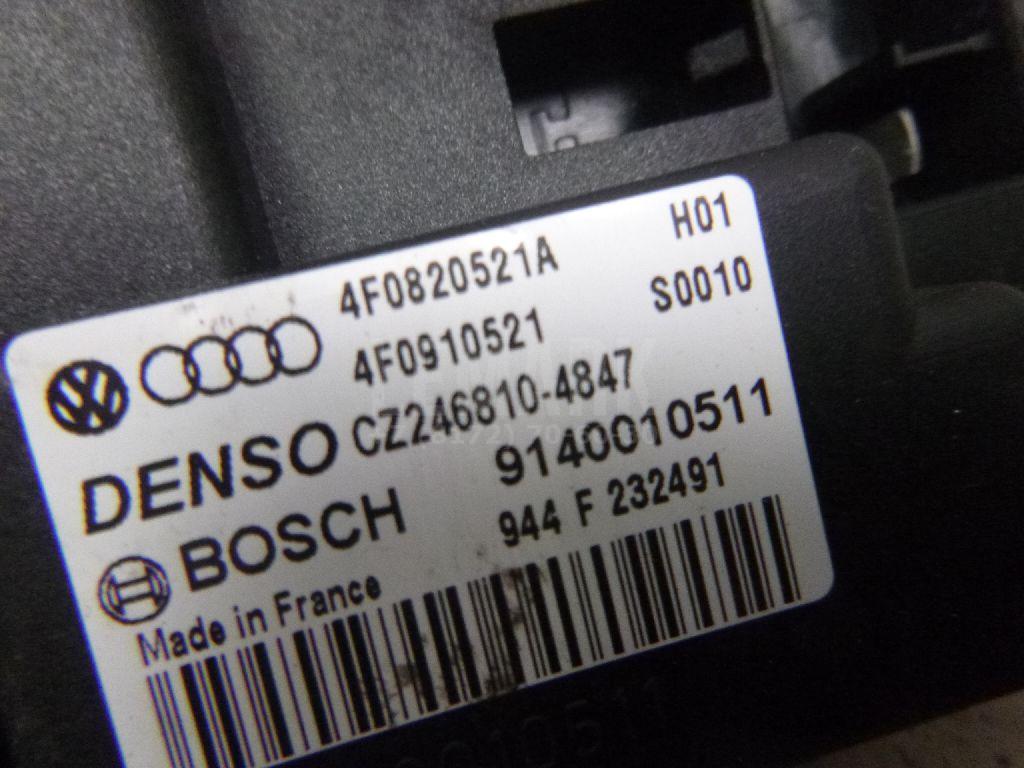 4F0820521A H01
4F0910521 S0010
DENSO CZ246810-4847
9140010511
BOSCH 944 F 232491
Made in France